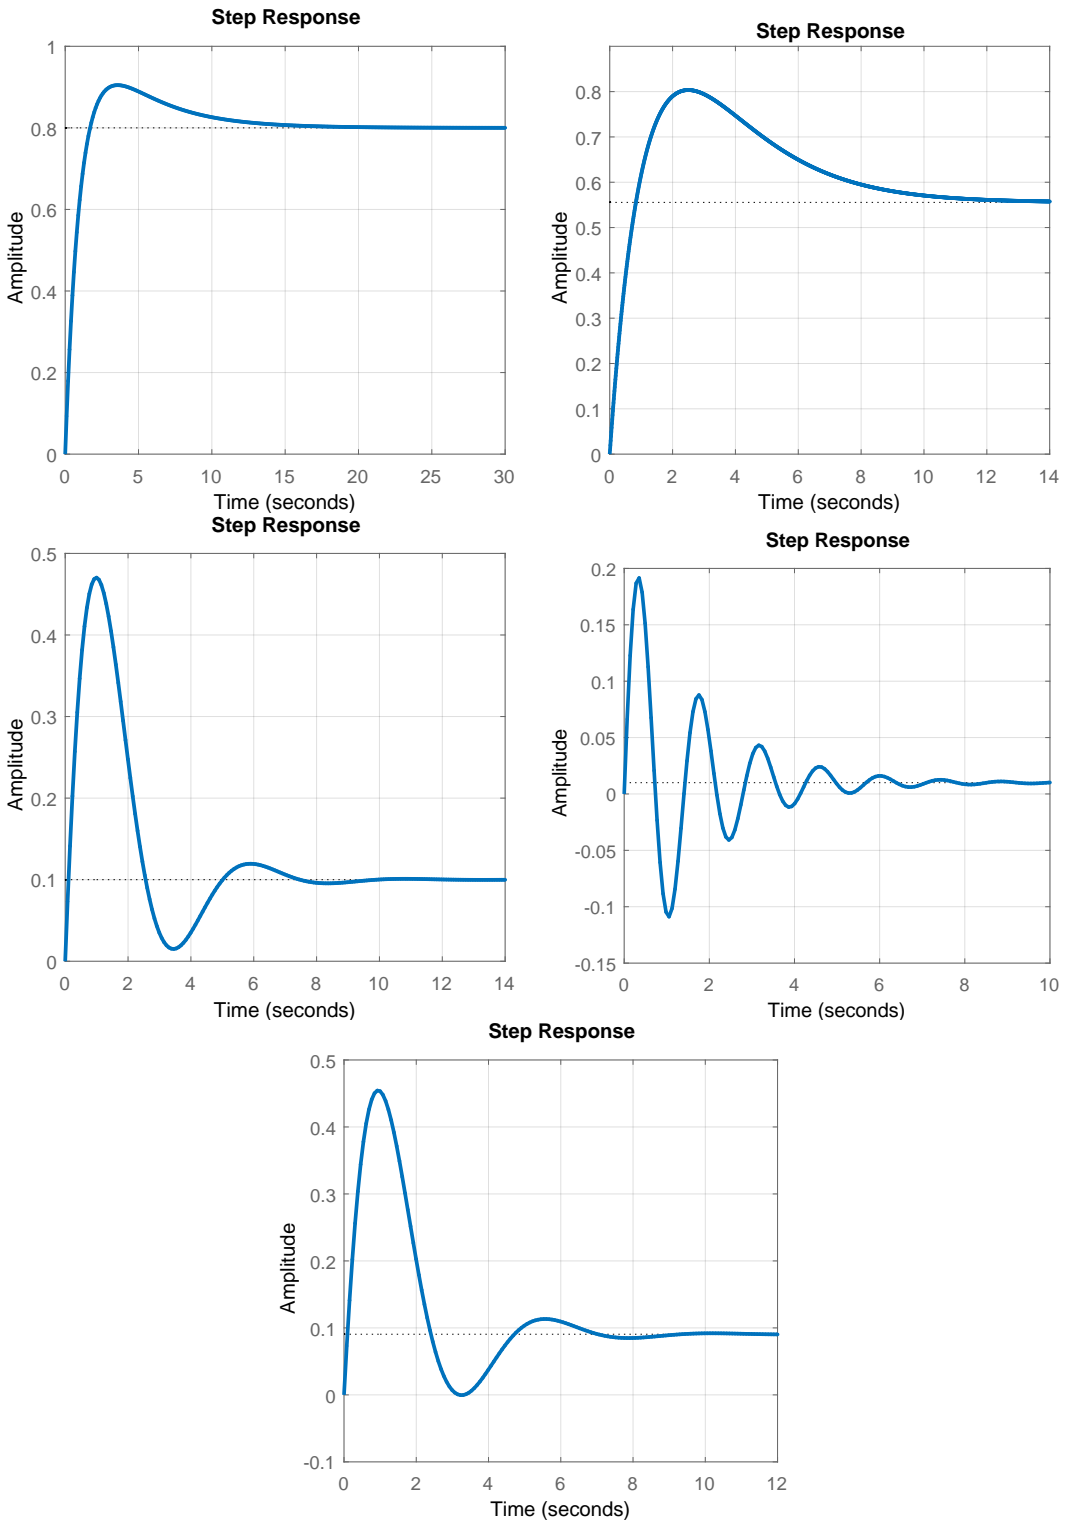 Step Response
1
0.8
0.6
0.4
0.2
0
Amplitude
0 5 10 15 20 25 30
Time (seconds)
Step Response
0.8
0.7
0.6
0.5
0.4
0.3
0.2
0.1
0
Amplitude
0 2 4 6 8 10 12 14
Time (seconds)
Step Response
0.5
0.4
0.3
0.2
0.1
0
Amplitude
0 2 4 6 8 10 12 14
Time (seconds)
Step Response
0.2
0.15
0.1
0.05
0
-0.05
-0.1
-0.15
Amplitude
0 2 4 6 8 10
Time (seconds)
Step Response
0.5
0.4
0.3
0.2
0.1
0
-0.1
Amplitude
0 2 4 6 8 10 12
Time (seconds)